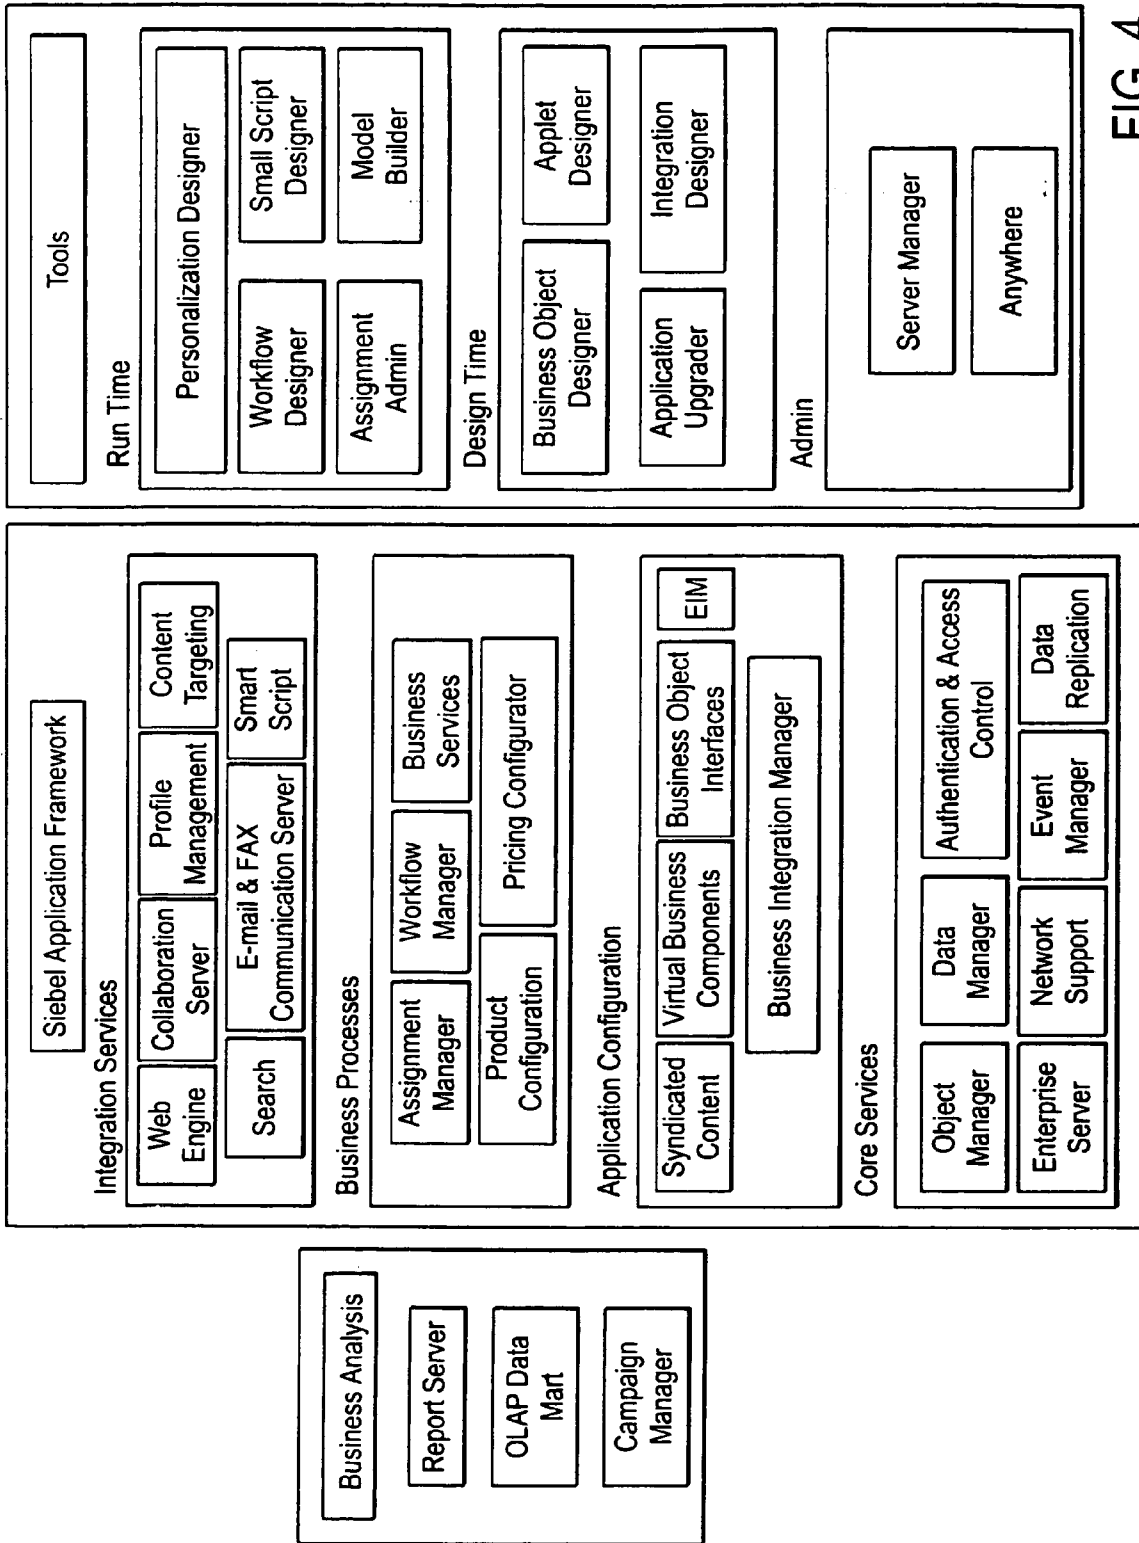 Business Analysis
Report Server
OLAP Data
Mart
Campaign
Manager
Siebel Application Framework
Integration Services
Web
Engine
Collaboration
Server
Profile
Management
Content
Targeting
Search
E-mail & FAX
Communication Server
Smart
Script
Business Processes
Assignment
Manager
Workflow
Manager
Business
Services
Product
Configuration
Pricing Configurator
Application Configuration
Syndicated
Content
Virtual Business
Components
Business Object
Interfaces
EIM
Business Integration Manager
Core Services
Object
Manager
Data
Manager
Authentication & Access
Control
Enterprise
Server
Network
Support
Event
Manager
Data
Replication
Tools
Run Time
Personalization Designer
Workflow
Designer
Small Script
Designer
Assignment
Admin
Model
Builder
Design Time
Business Object
Designer
Applet
Designer
Application
Upgrader
Integration
Designer
Admin
Server Manager
Anywhere
FIG. 4